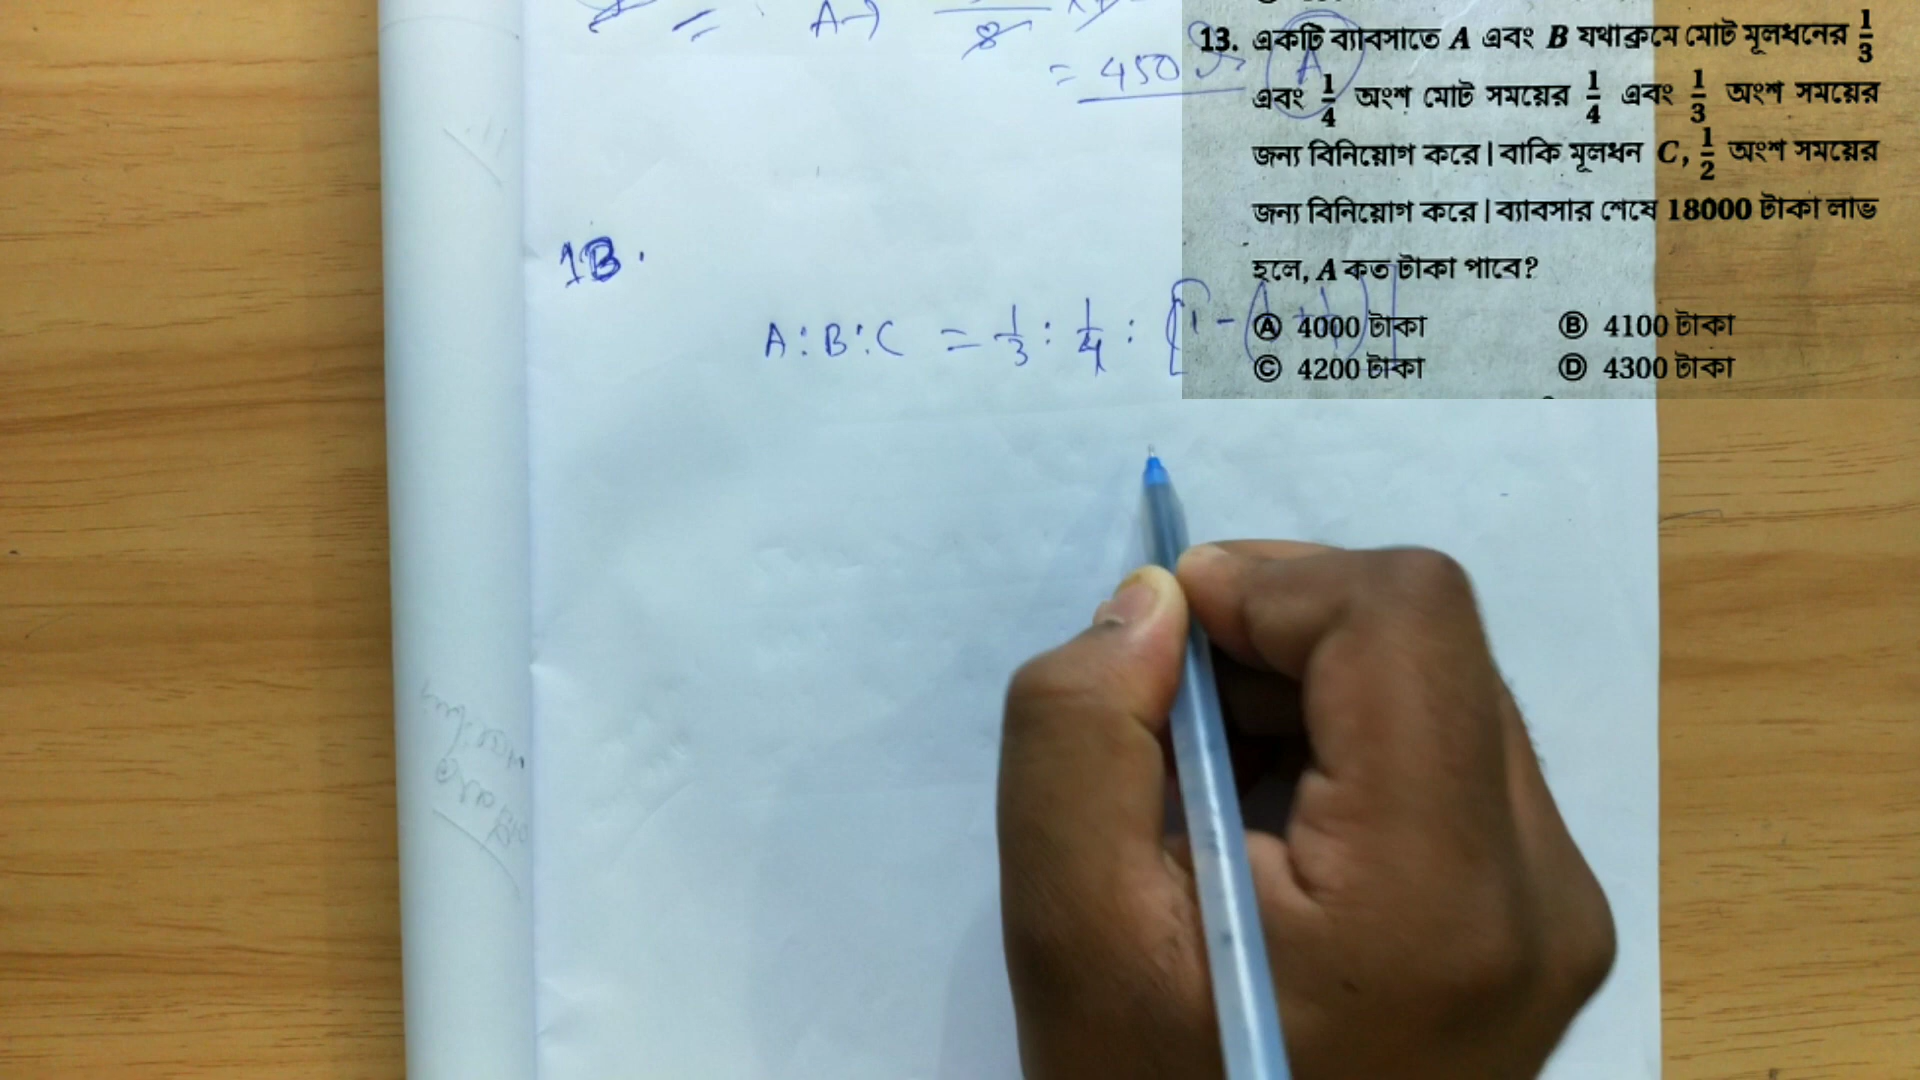 A →
8
= 450
A
13. একটি ব্যাবসাতে A এবং B যথাক্রমে মোট মূলধনের 1/3
এবং 1/4 অংশ মোট সময়ের 1/4 এবং 1/3 অংশ সময়ের
জন্য বিনিয়োগ করে। বাকি মূলধন C, 1/2 অংশ সময়ের
জন্য বিনিয়োগ করে। ব্যাবসার শেষে 18000 টাকা লাভ
হলে, A কত টাকা পাবে?
Ⓐ 4000 টাকা Ⓑ 4100 টাকা
Ⓒ 4200 টাকা Ⓓ 4300 টাকা
13.
A : B : C = 1/3 : 1/4 : [1 - (